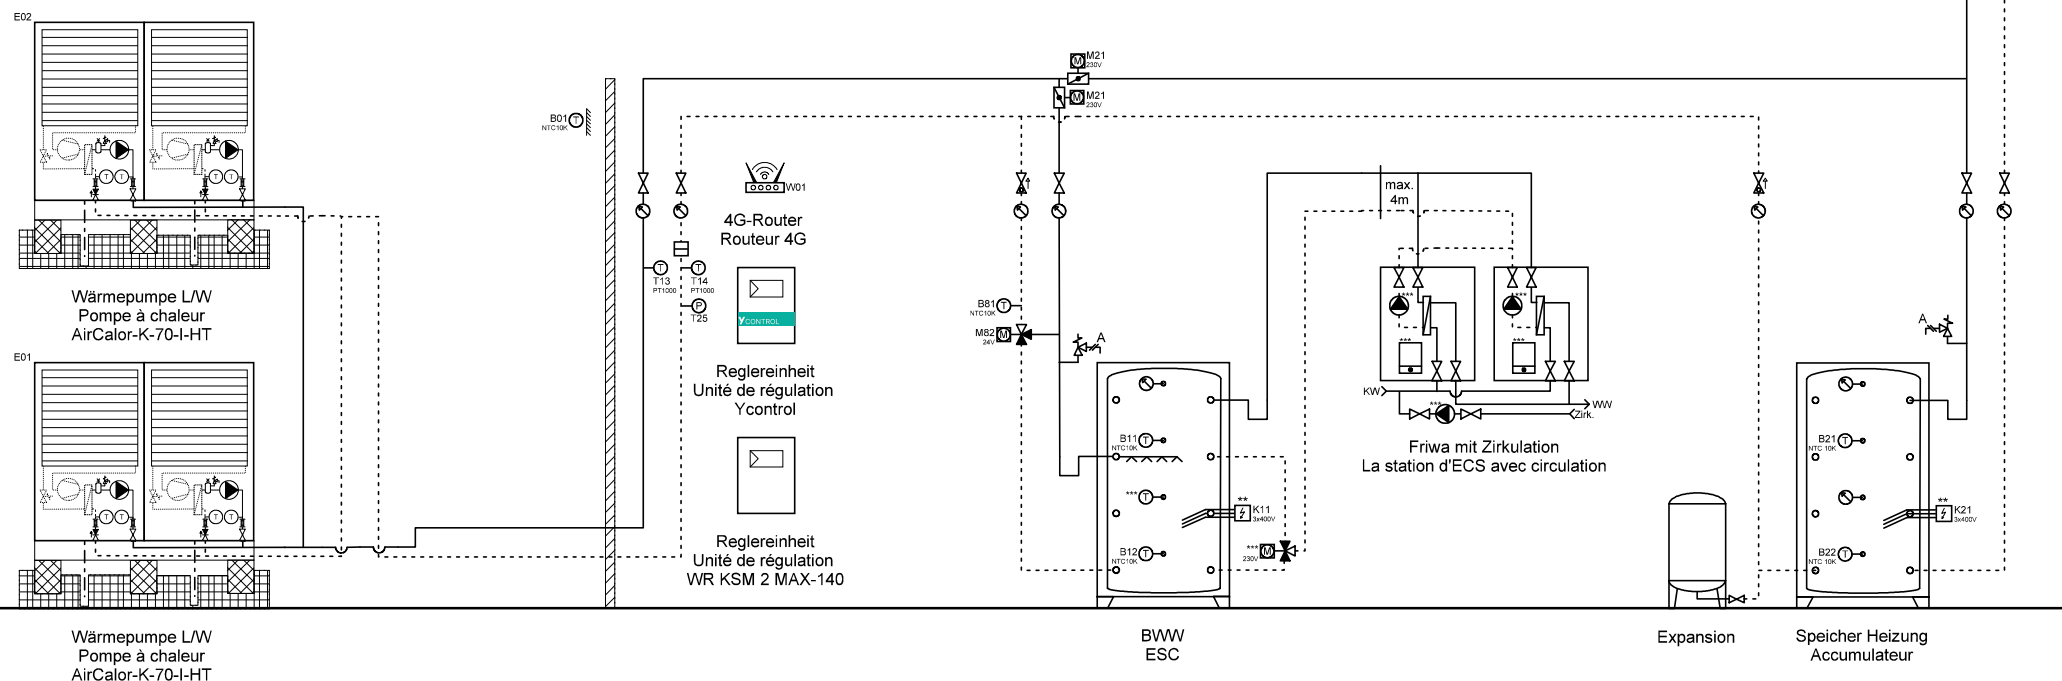 E02
Wärmepumpe L/W
Pompe à chaleur
AirCalor-K-70-I-HT
E01
Wärmepumpe L/W
Pompe à chaleur
AirCalor-K-70-I-HT
B01 T
NTC10K
W01
4G-Router
Routeur 4G
T
T13
PT1000
T
T14
PT1000
P
T25
YCONTROL
Reglereinheit
Unité de régulation
Ycontrol
Reglereinheit
Unité de régulation
WR KSM 2 MAX-140
M M21
230V
M M21
230V
B81 T
NTC10K
M82 M
24V
A
B11 T
NTC10K
*** T
B12 T
NTC10K
**
K11
3x400V
*** M
230V
BWW
ESC
max.
4m
***
***
***
***
KW
WW
***
Zirk.
Friwa mit Zirkulation
La station d'ECS avec circulation
Expansion
A
B21 T
NTC 10K
**
K21
3x400V
B22 T
NTC 10K
Speicher Heizung
Accumulateur